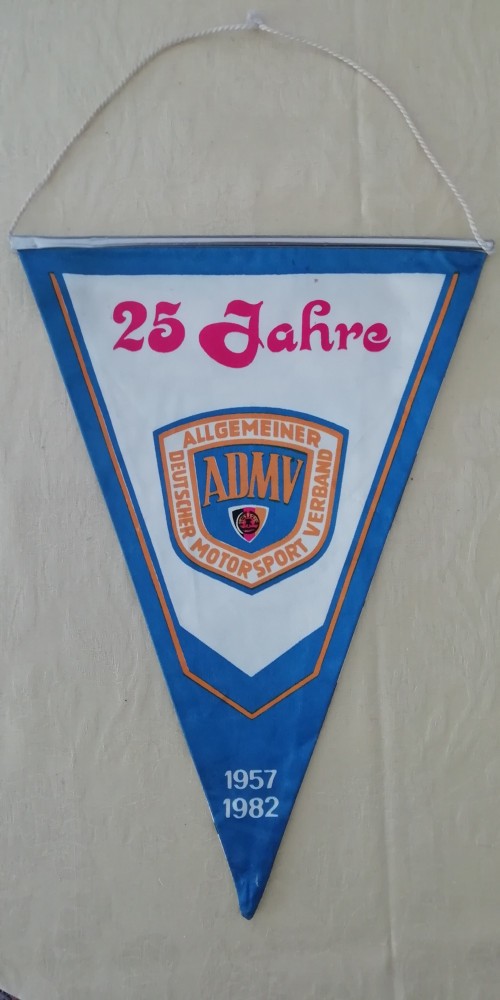 25 Jahre
ALLGEMEINER
DEUTSCHER MOTORSPORT VERBAND
ADMV
1957
1982